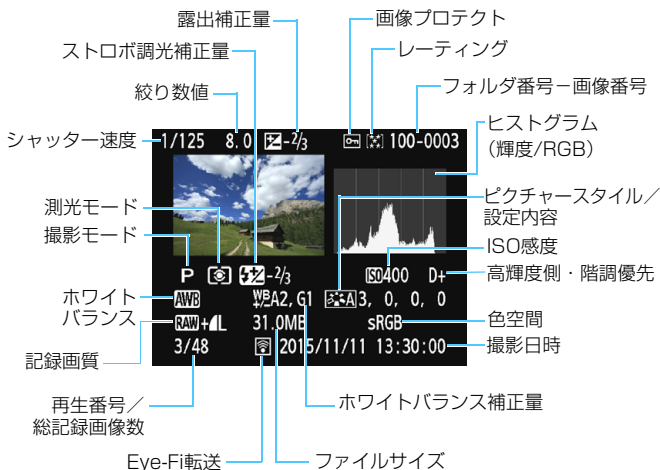 露出補正量
画像プロテクト
ストロボ調光補正量
レーティング
絞り数値
フォルダ番号－画像番号
シャッター速度
1/125 8.0 -2/3 100-0003
ヒストグラム
（輝度/RGB）
測光モード
ピクチャースタイル／
設定内容
撮影モード
P -2/3 ISO400 D+
ISO感度
高輝度側・階調優先
ホワイト
バランス
AWB WB+/-A2, G1 A3, 0, 0, 0
RAW+L 31.0MB sRGB
色空間
記録画質
3/48 2015/11/11 13:30:00
撮影日時
再生番号／
総記録画像数
ホワイトバランス補正量
Eye-Fi転送
ファイルサイズ